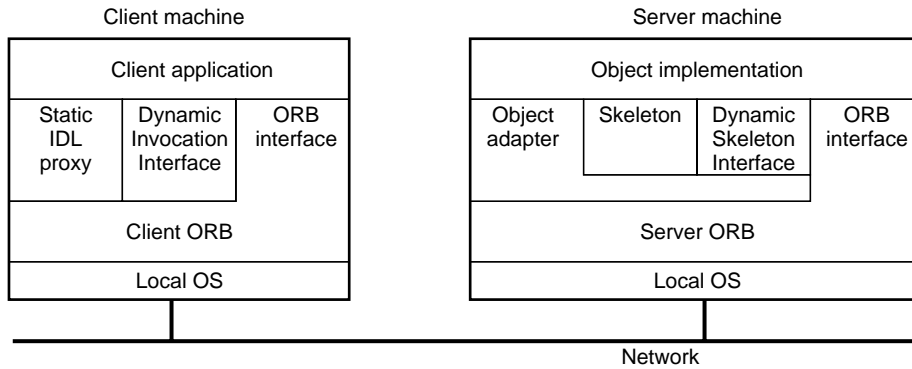 Client machine
Server machine
Client application
Object implementation
Static
IDL
proxy
Dynamic
Invocation
Interface
ORB
interface
Object
adapter
Skeleton
Dynamic
Skeleton
Interface
ORB
interface
Client ORB
Server ORB
Local OS
Local OS
Network